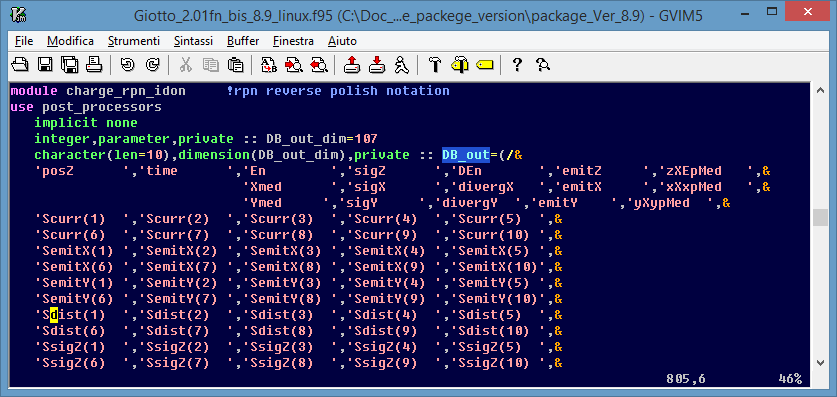 Giotto_2.01fn_bis_8.9_linux.f95 (C:\Doc_...e_packege_version\package_Ver_8.9) - GVIM5
File Modifica Strumenti Sintassi Buffer Finestra Aiuto
module charge_rpn_idon !rpn reverse polish notation
use post_processors
implicit none
integer,parameter,private :: DB_out_dim=107
character(len=10),dimension(DB_out_dim),private :: DB_out=(/&
'posZ ','time ','En ','sigZ ','DEn ','emitZ ','zXEpMed ',&
'Xmed ','sigX ','divergX ','emitX ','xXxpMed ',&
'Ymed ','sigY ','divergY ','emitY ','yXypMed ',&
'Scurr(1) ','Scurr(2) ','Scurr(3) ','Scurr(4) ','Scurr(5) ',&
'Scurr(6) ','Scurr(7) ','Scurr(8) ','Scurr(9) ','Scurr(10) ',&
'SemitX(1) ','SemitX(2) ','SemitX(3) ','SemitX(4) ','SemitX(5) ',&
'SemitX(6) ','SemitX(7) ','SemitX(8) ','SemitX(9) ','SemitX(10)',&
'SemitY(1) ','SemitY(2) ','SemitY(3) ','SemitY(4) ','SemitY(5) ',&
'SemitY(6) ','SemitY(7) ','SemitY(8) ','SemitY(9) ','SemitY(10)',&
'Sdist(1) ','Sdist(2) ','Sdist(3) ','Sdist(4) ','Sdist(5) ',&
'Sdist(6) ','Sdist(7) ','Sdist(8) ','Sdist(9) ','Sdist(10) ',&
'SsigZ(1) ','SsigZ(2) ','SsigZ(3) ','SsigZ(4) ','SsigZ(5) ',&
'SsigZ(6) ','SsigZ(7) ','SsigZ(8) ','SsigZ(9) ','SsigZ(10) ',&
805,6 46%